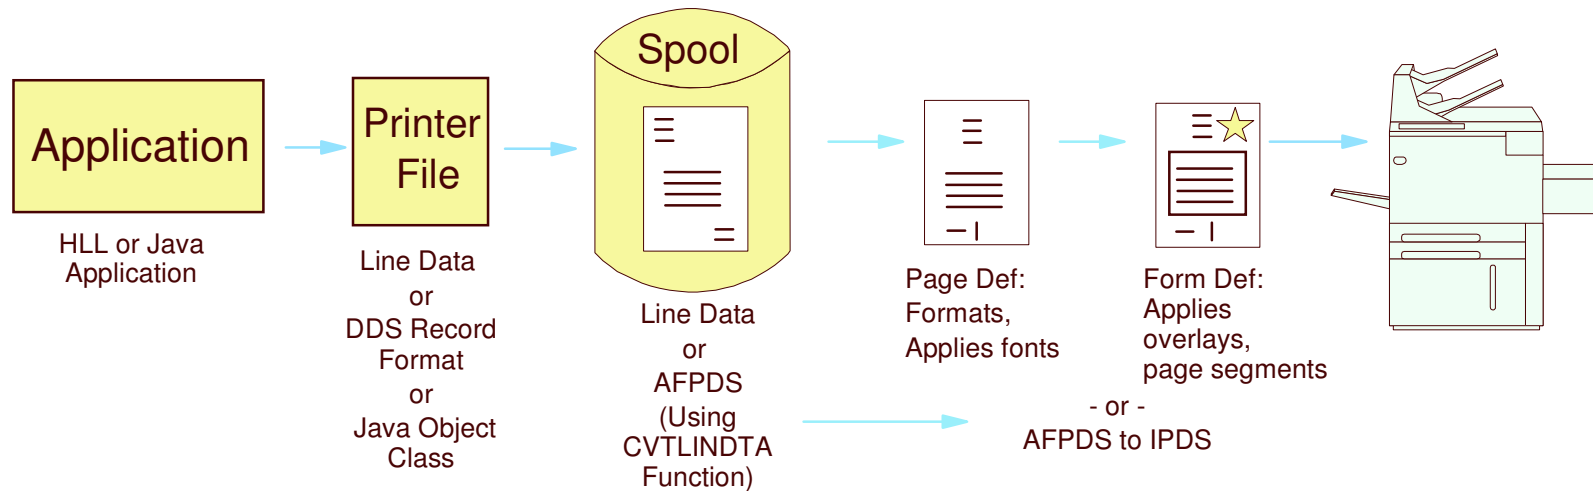 Application
HLL or Java
Application
Printer
File
Line Data
or
DDS Record
Format
or
Java Object
Class
Spool
Line Data
or
AFPDS
(Using
CVTLINDTA
Function)
Page Def:
Formats,
Applies fonts
Form Def:
Applies
overlays,
page segments
- or -
AFPDS to IPDS